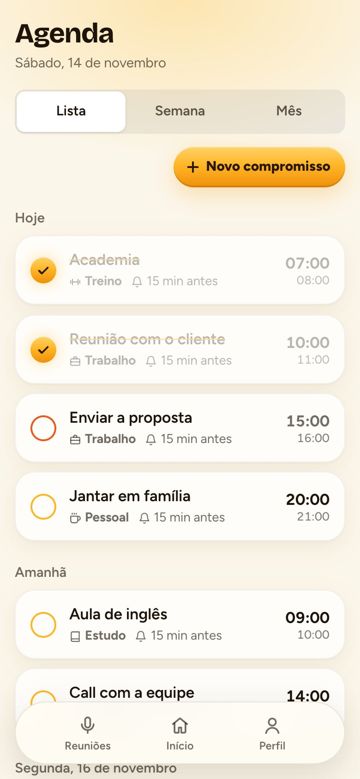 Agenda
Sábado, 14 de novembro
Lista Semana Mês
+ Novo compromisso
Hoje
Academia 07:00
Treino 15 min antes 08:00
Reunião com o cliente 10:00
Trabalho 15 min antes 11:00
Enviar a proposta 15:00
Trabalho 15 min antes 16:00
Jantar em família 20:00
Pessoal 15 min antes 21:00
Amanhã
Aula de inglês 09:00
Estudo 15 min antes 10:00
Call com a equipe 14:00
Reuniões Início Perfil
Segunda, 16 de novembro